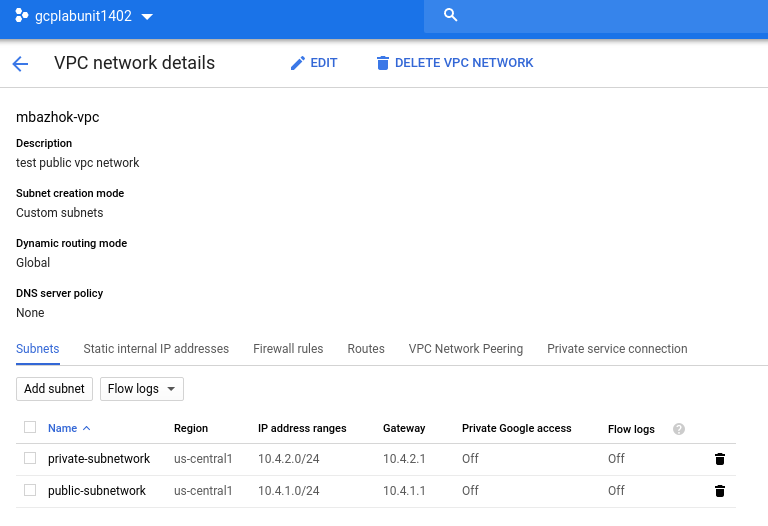 gcplabunit1402
VPC network details EDIT DELETE VPC NETWORK
mbazhok-vpc
Description
test public vpc network
Subnet creation mode
Custom subnets
Dynamic routing mode
Global
DNS server policy
None
Subnets Static internal IP addresses Firewall rules Routes VPC Network Peering Private service connection
Add subnet Flow logs
Name Region IP address ranges Gateway Private Google access Flow logs ?
private-subnetwork us-central1 10.4.2.0/24 10.4.2.1 Off Off
public-subnetwork us-central1 10.4.1.0/24 10.4.1.1 Off Off